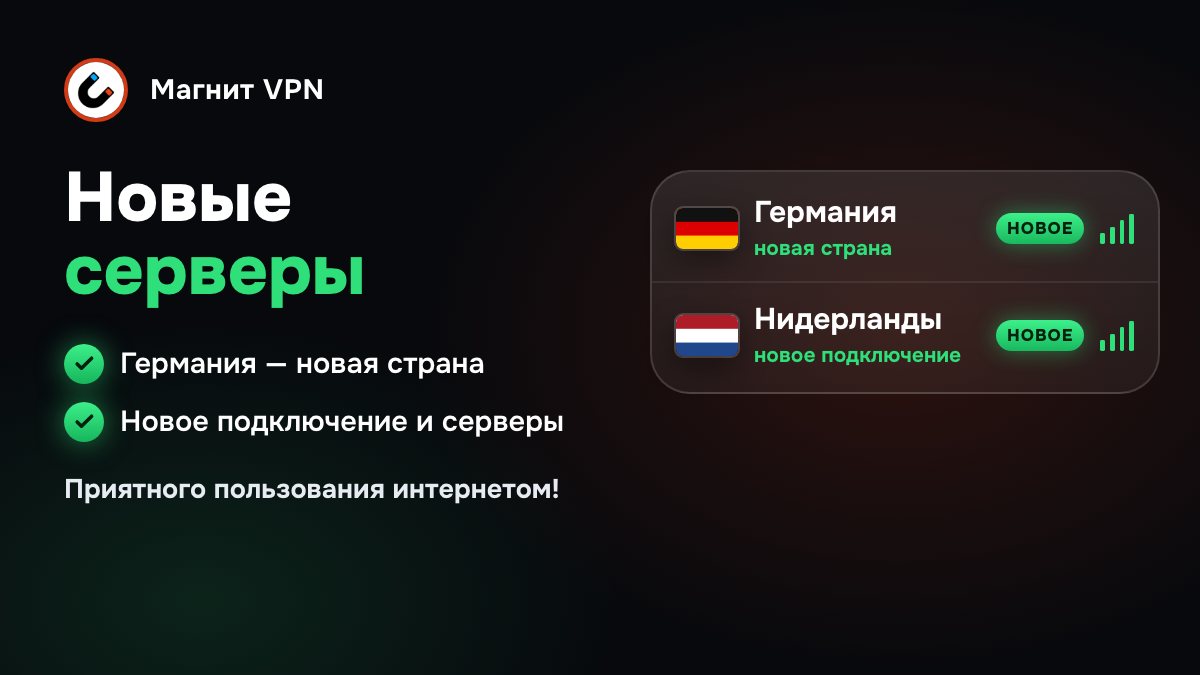 Магнит VPN
Новые
серверы
Германия — новая страна
Новое подключение и серверы
Приятного пользования интернетом!
Германия
новая страна
НОВОЕ
Нидерланды
новое подключение
НОВОЕ